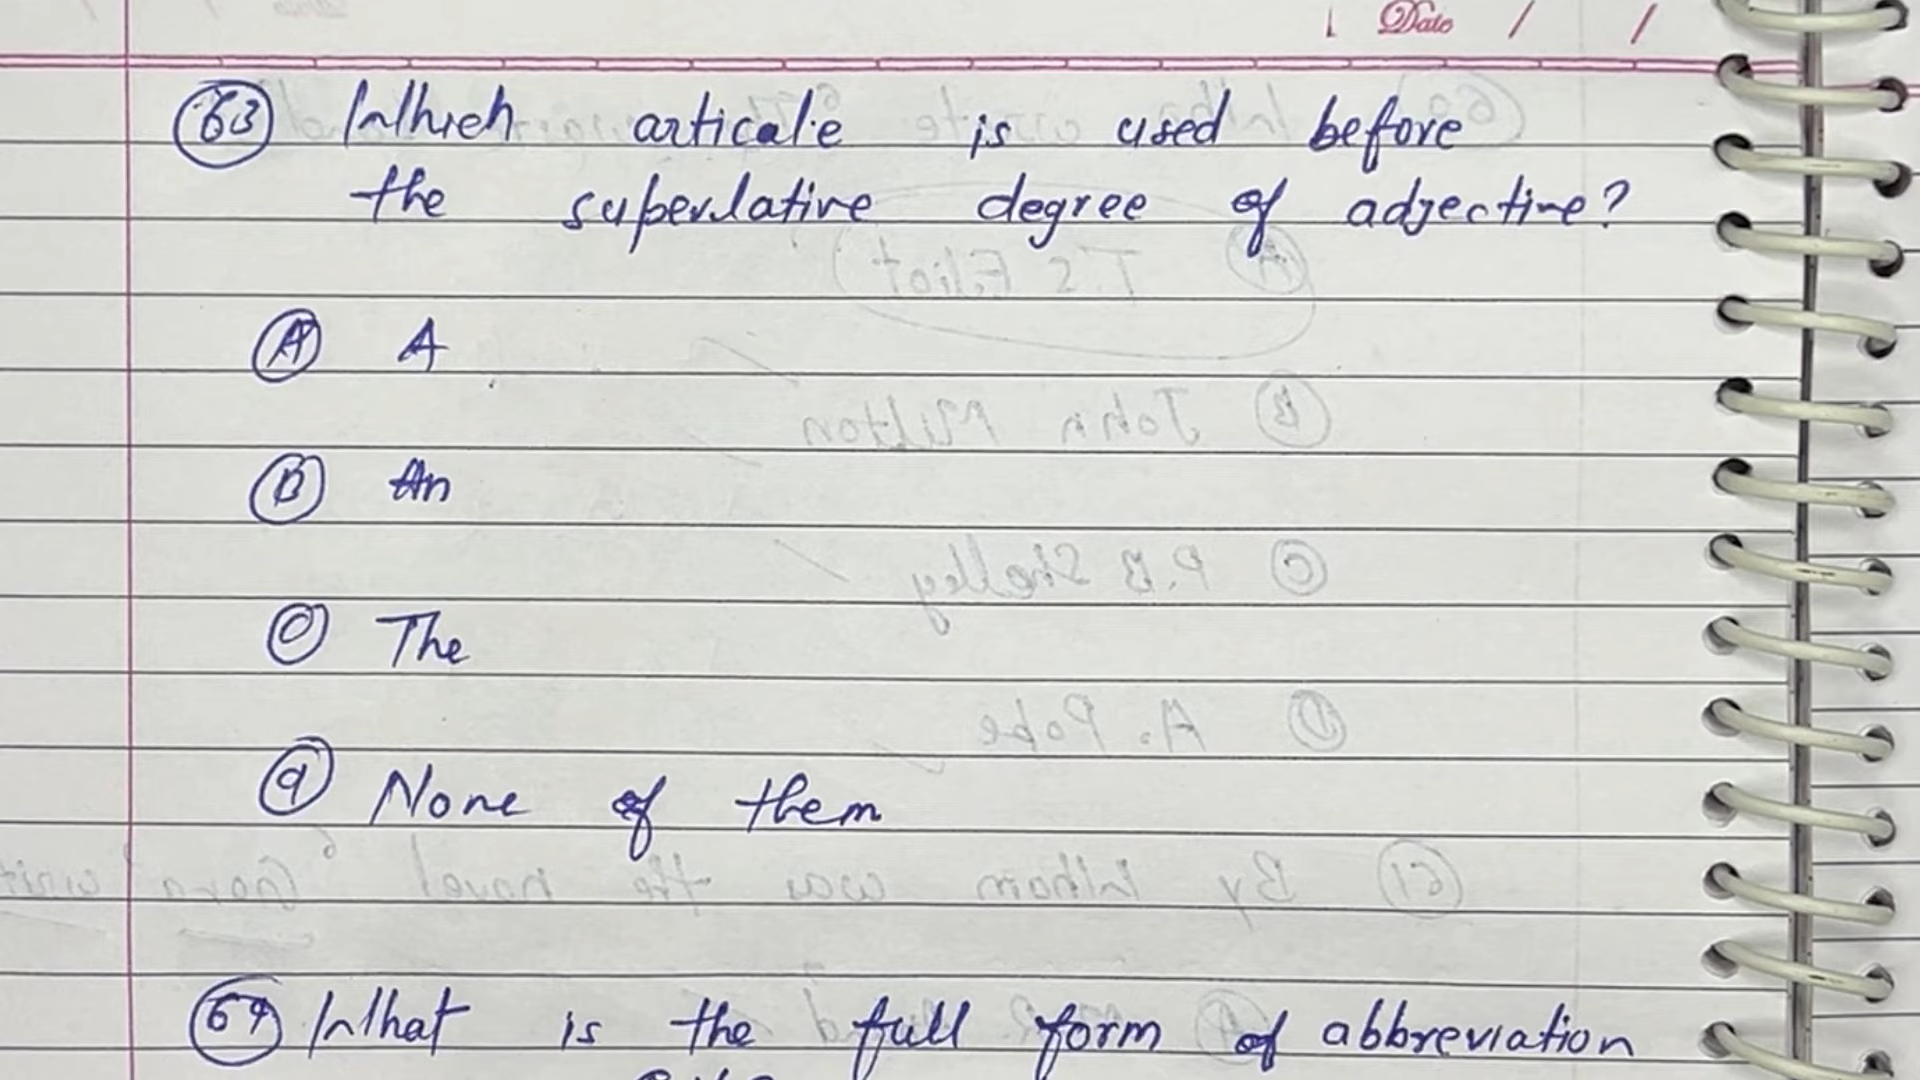 Date / /
63 Which articale is used before
the superlative degree of adjective?
A A
B An
C The
d None of them
64 What is the full form of abbreviation